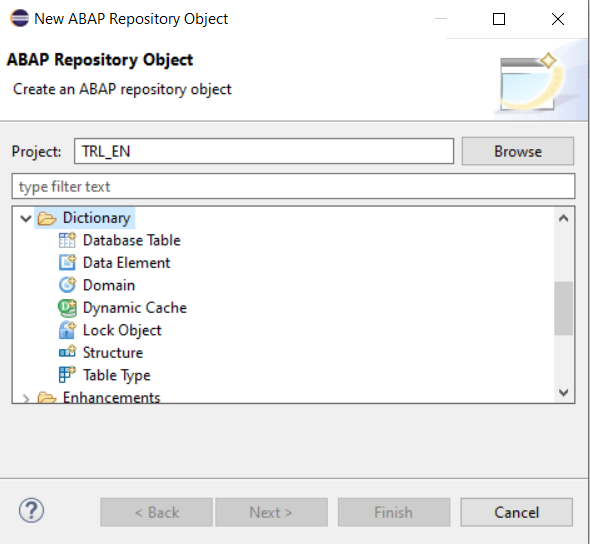 New ABAP Repository Object
ABAP Repository Object
Create an ABAP repository object
Project: TRL_EN Browse
type filter text
Dictionary
Database Table
Data Element
Domain
Dynamic Cache
Lock Object
Structure
Table Type
Enhancements
< Back Next > Finish Cancel